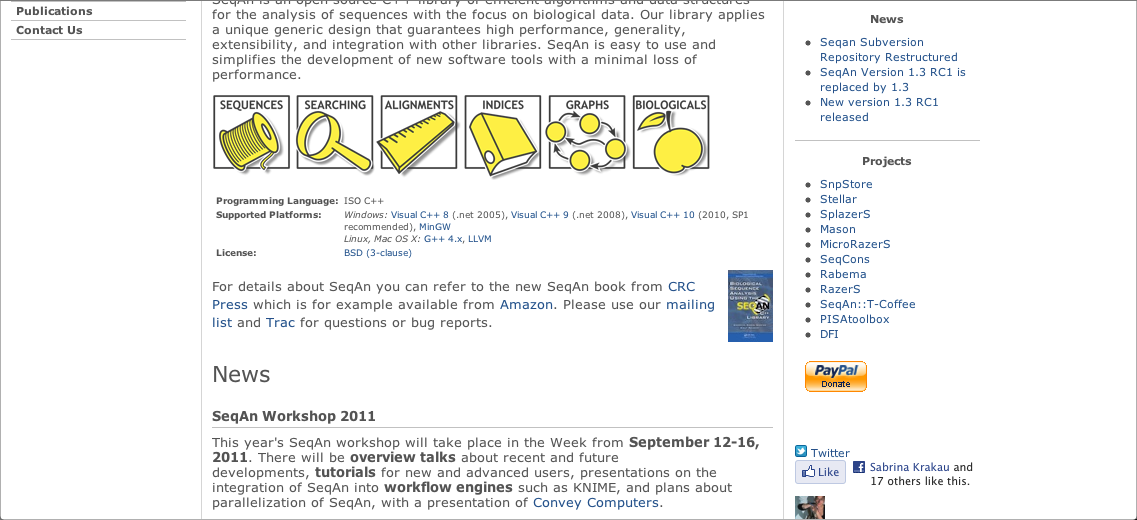 Publications
Contact Us
SeqAn is an open source C++ library of efficient algorithms and data structures
for the analysis of sequences with the focus on biological data. Our library applies
a unique generic design that guarantees high performance, generality,
extensibility, and integration with other libraries. SeqAn is easy to use and
simplifies the development of new software tools with a minimal loss of
performance.
SEQUENCES SEARCHING ALIGNMENTS INDICES GRAPHS BIOLOGICALS
Programming Language: ISO C++
Supported Platforms: Windows: Visual C++ 8 (.net 2005), Visual C++ 9 (.net 2008), Visual C++ 10 (2010, SP1
recommended), MinGW
Linux, Mac OS X: G++ 4.x, LLVM
License: BSD (3-clause)
For details about SeqAn you can refer to the new SeqAn book from CRC
Press which is for example available from Amazon. Please use our mailing
list and Trac for questions or bug reports.
BIOLOGICAL
SEQUENCE
ANALYSIS
USING THE
SEQAN
C++
LIBRARY
News
SeqAn Workshop 2011
This year's SeqAn workshop will take place in the Week from September 12-16,
2011. There will be overview talks about recent and future
developments, tutorials for new and advanced users, presentations on the
integration of SeqAn into workflow engines such as KNIME, and plans about
parallelization of SeqAn, with a presentation of Convey Computers.
News
Seqan Subversion
Repository Restructured
SeqAn Version 1.3 RC1 is
replaced by 1.3
New version 1.3 RC1
released
Projects
SnpStore
Stellar
SplazerS
Mason
MicroRazerS
SeqCons
Rabema
RazerS
SeqAn::T-Coffee
PISAtoolbox
DFI
PayPal
Donate
Twitter
Like
Sabrina Krakau and
17 others like this.